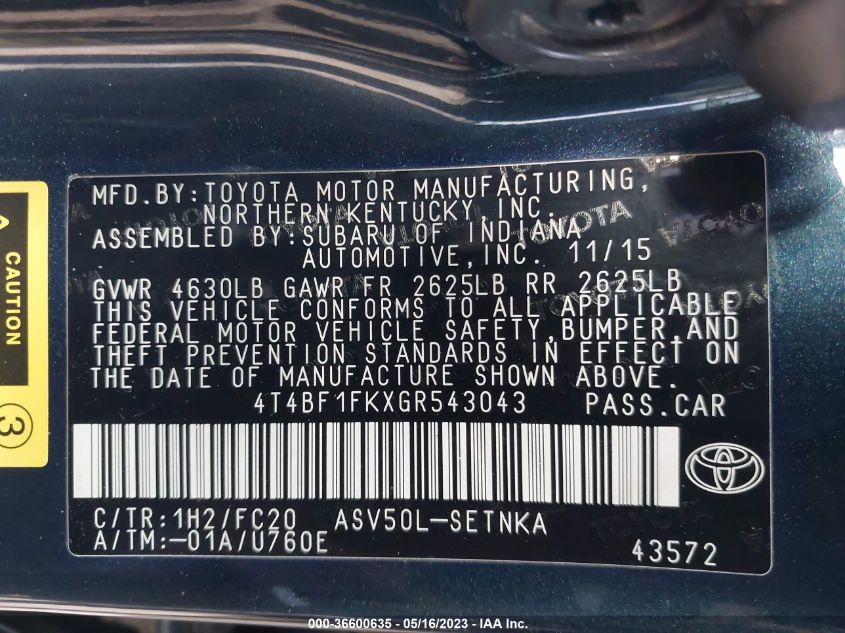 MFD.BY:TOYOTA MOTOR MANUFACTURING,
NORTHERN KENTUCKY,INC.
ASSEMBLED BY:SUBARU OF INDIANA
AUTOMOTIVE,INC. 11/15
GVWR 4630LB GAWR FR 2625LB RR 2625LB
THIS VEHICLE CONFORMS TO ALL APPLICABLE
FEDERAL MOTOR VEHICLE SAFETY,BUMPER,AND
THEFT PREVENTION STANDARDS IN EFFECT ON
THE DATE OF MANUFACTURE SHOWN ABOVE.
4T4BF1FKXGR543043 PASS.CAR
C/TR:1H2/FC20 ASV50L-SETNKA
A/TM:-01A/U760E
43572
CAUTION
3
TOYOTA
000-36600635 - 05/16/2023 - IAA Inc.